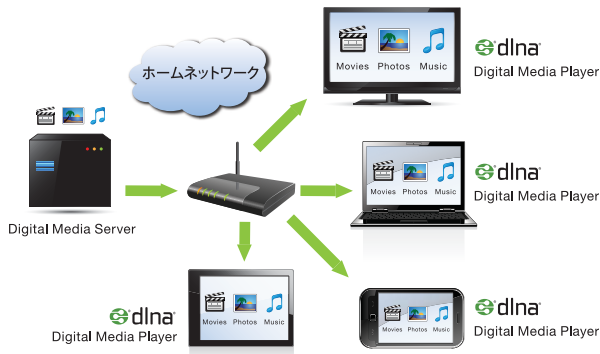 ホームネットワーク
Movies Photos Music
dlna
Digital Media Player
Digital Media Server
Movies Photos Music
dlna
Digital Media Player
dlna
Digital Media Player
Movies Photos Music
Movies Photos Music
dlna
Digital Media Player